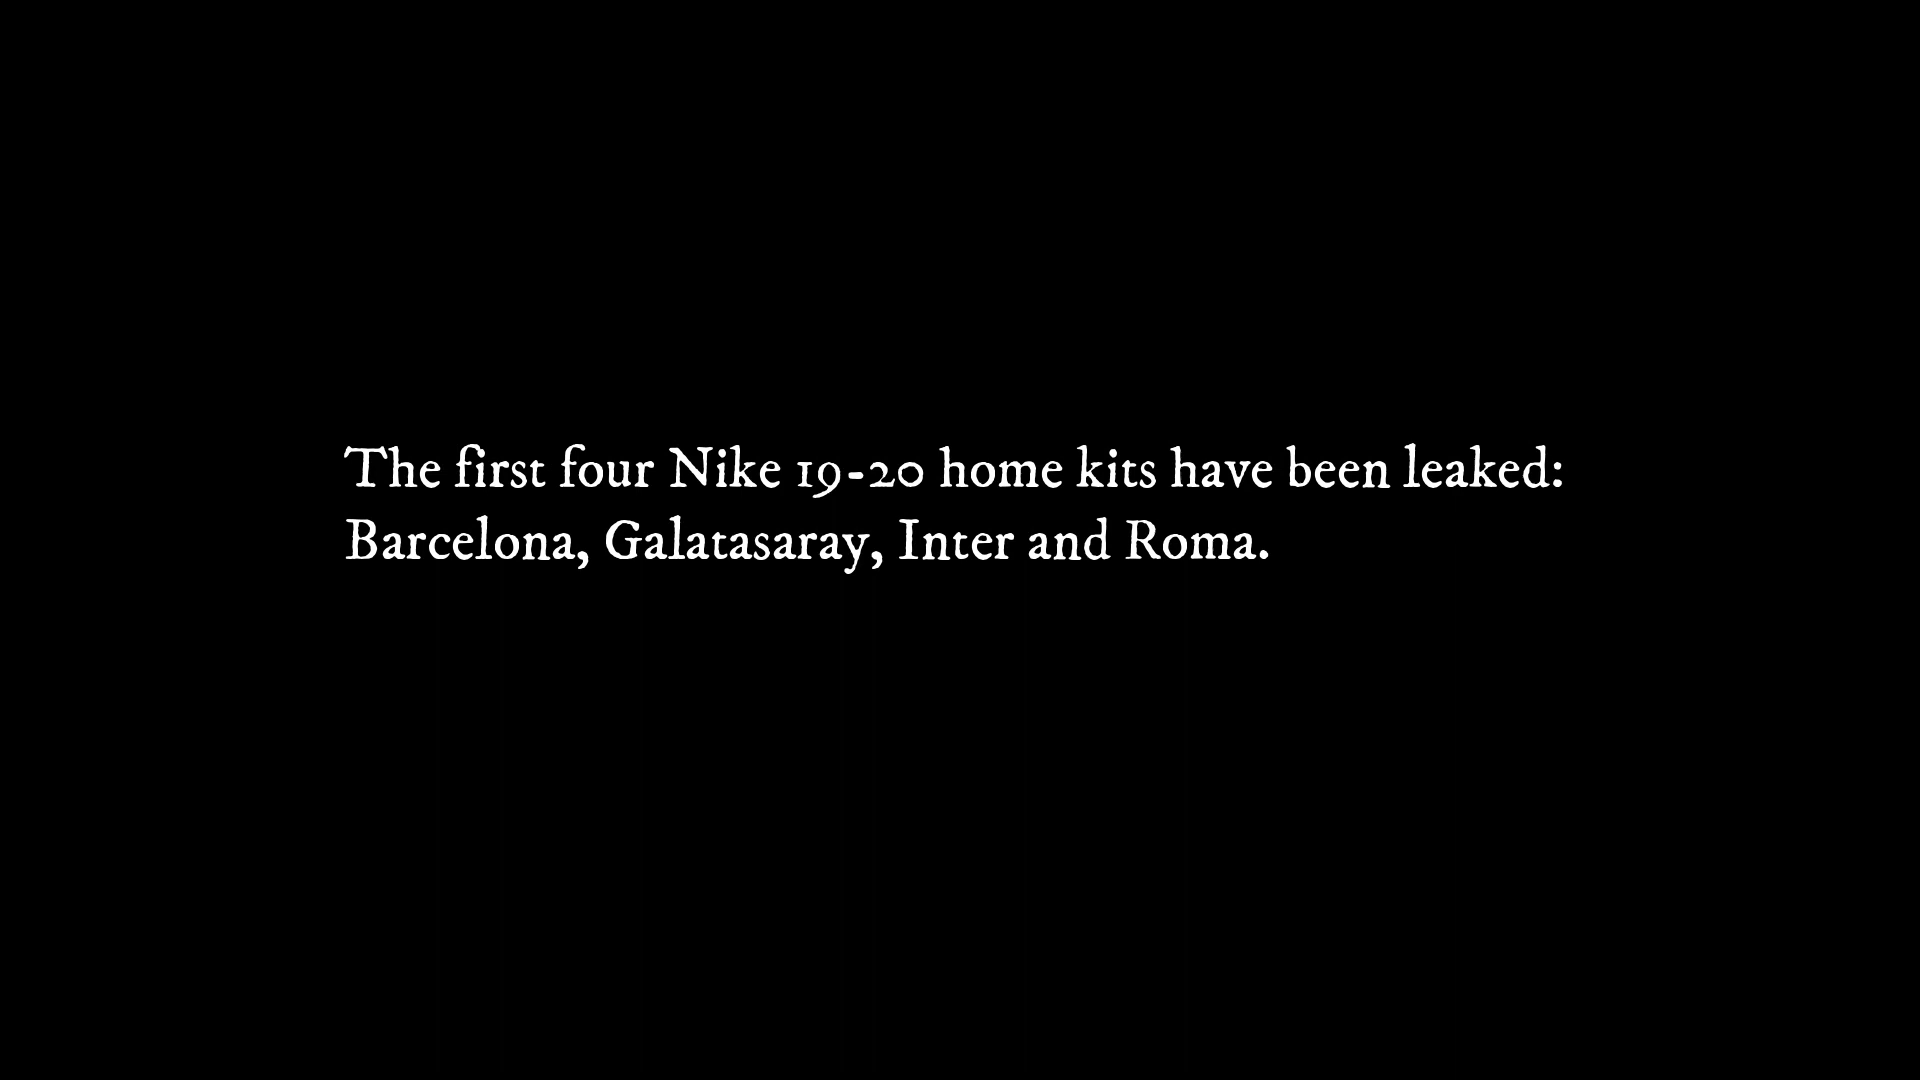 The first four Nike 19-20 home kits have been leaked:
Barcelona, Galatasaray, Inter and Roma.